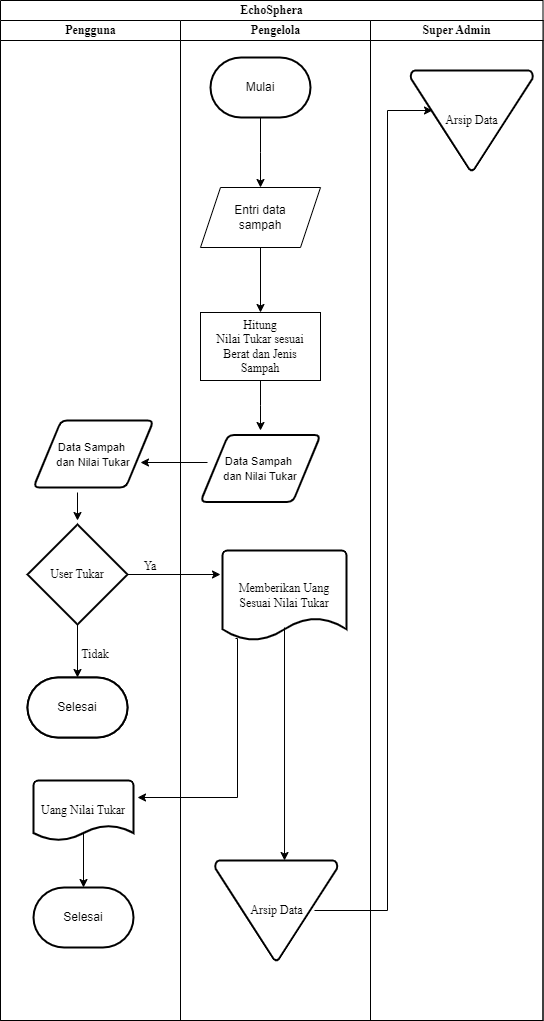 EchoSphera
Pengguna
Pengelola
Super Admin
Mulai
Arsip Data
Entri data
sampah
Hitung
Nilai Tukar sesuai
Berat dan Jenis
Sampah
Data Sampah
dan Nilai Tukar
Data Sampah
dan Nilai Tukar
User Tukar
Ya
Memberikan Uang
Sesuai Nilai Tukar
Tidak
Selesai
Uang Nilai Tukar
Selesai
Arsip Data